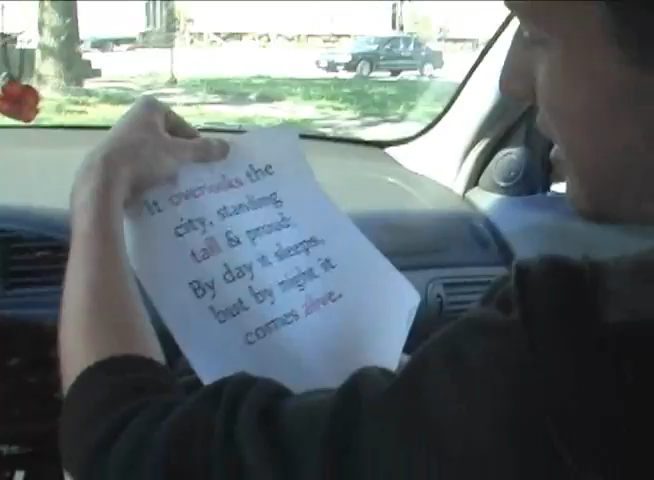 It overlooks the
city, standing
tall & proud.
By day it sleeps,
but by night it
comes alive.